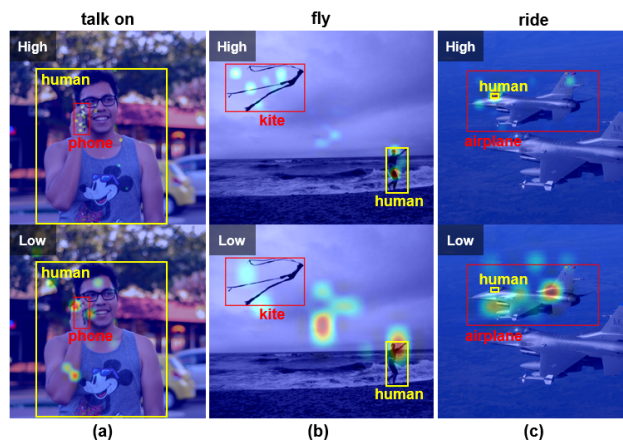 talk on
fly
ride
High
human
phone
High
kite
human
High
human
airplane
Low
human
phone
Low
kite
human
Low
human
airplane
(a)
(b)
(c)